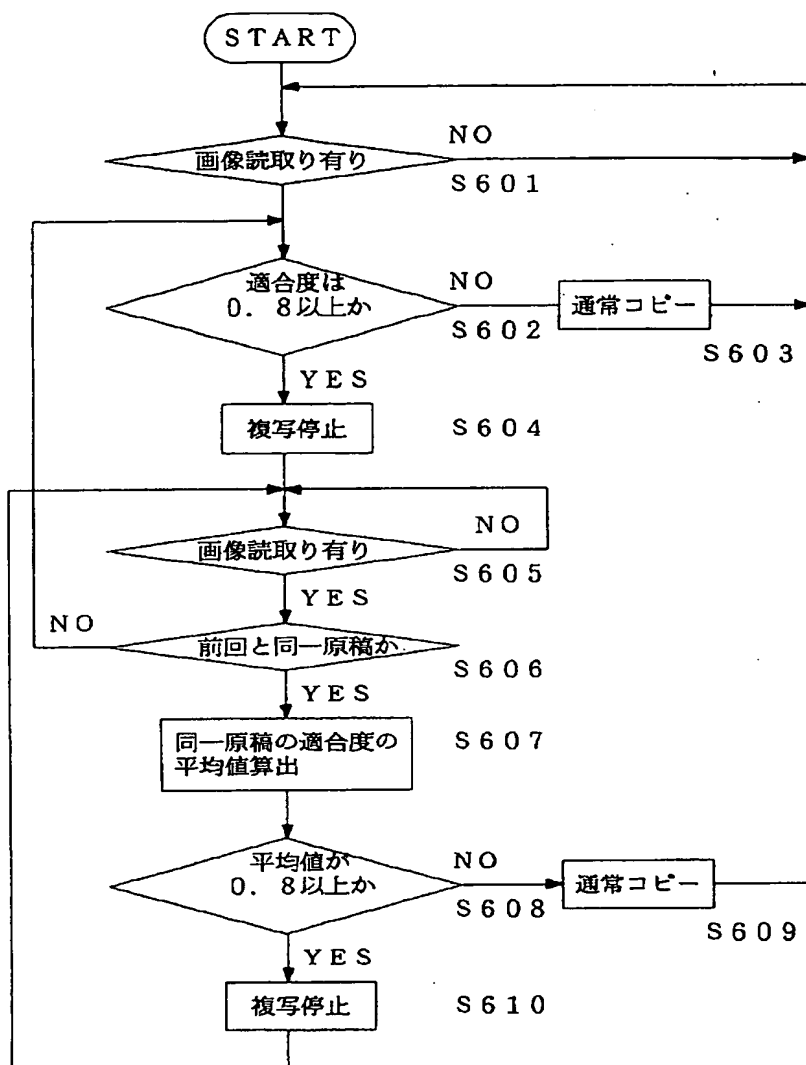 START
NO
画像読取り有り
S601
適合度は
0.8以上か
NO
S602
通常コピー
S603
YES
複写停止
S604
NO
画像読取り有り
S605
YES
NO
前回と同一原稿か
S606
YES
同一原稿の適合度の
平均値算出
S607
平均値が
0.8以上か
NO
S608
通常コピー
S609
YES
複写停止
S610